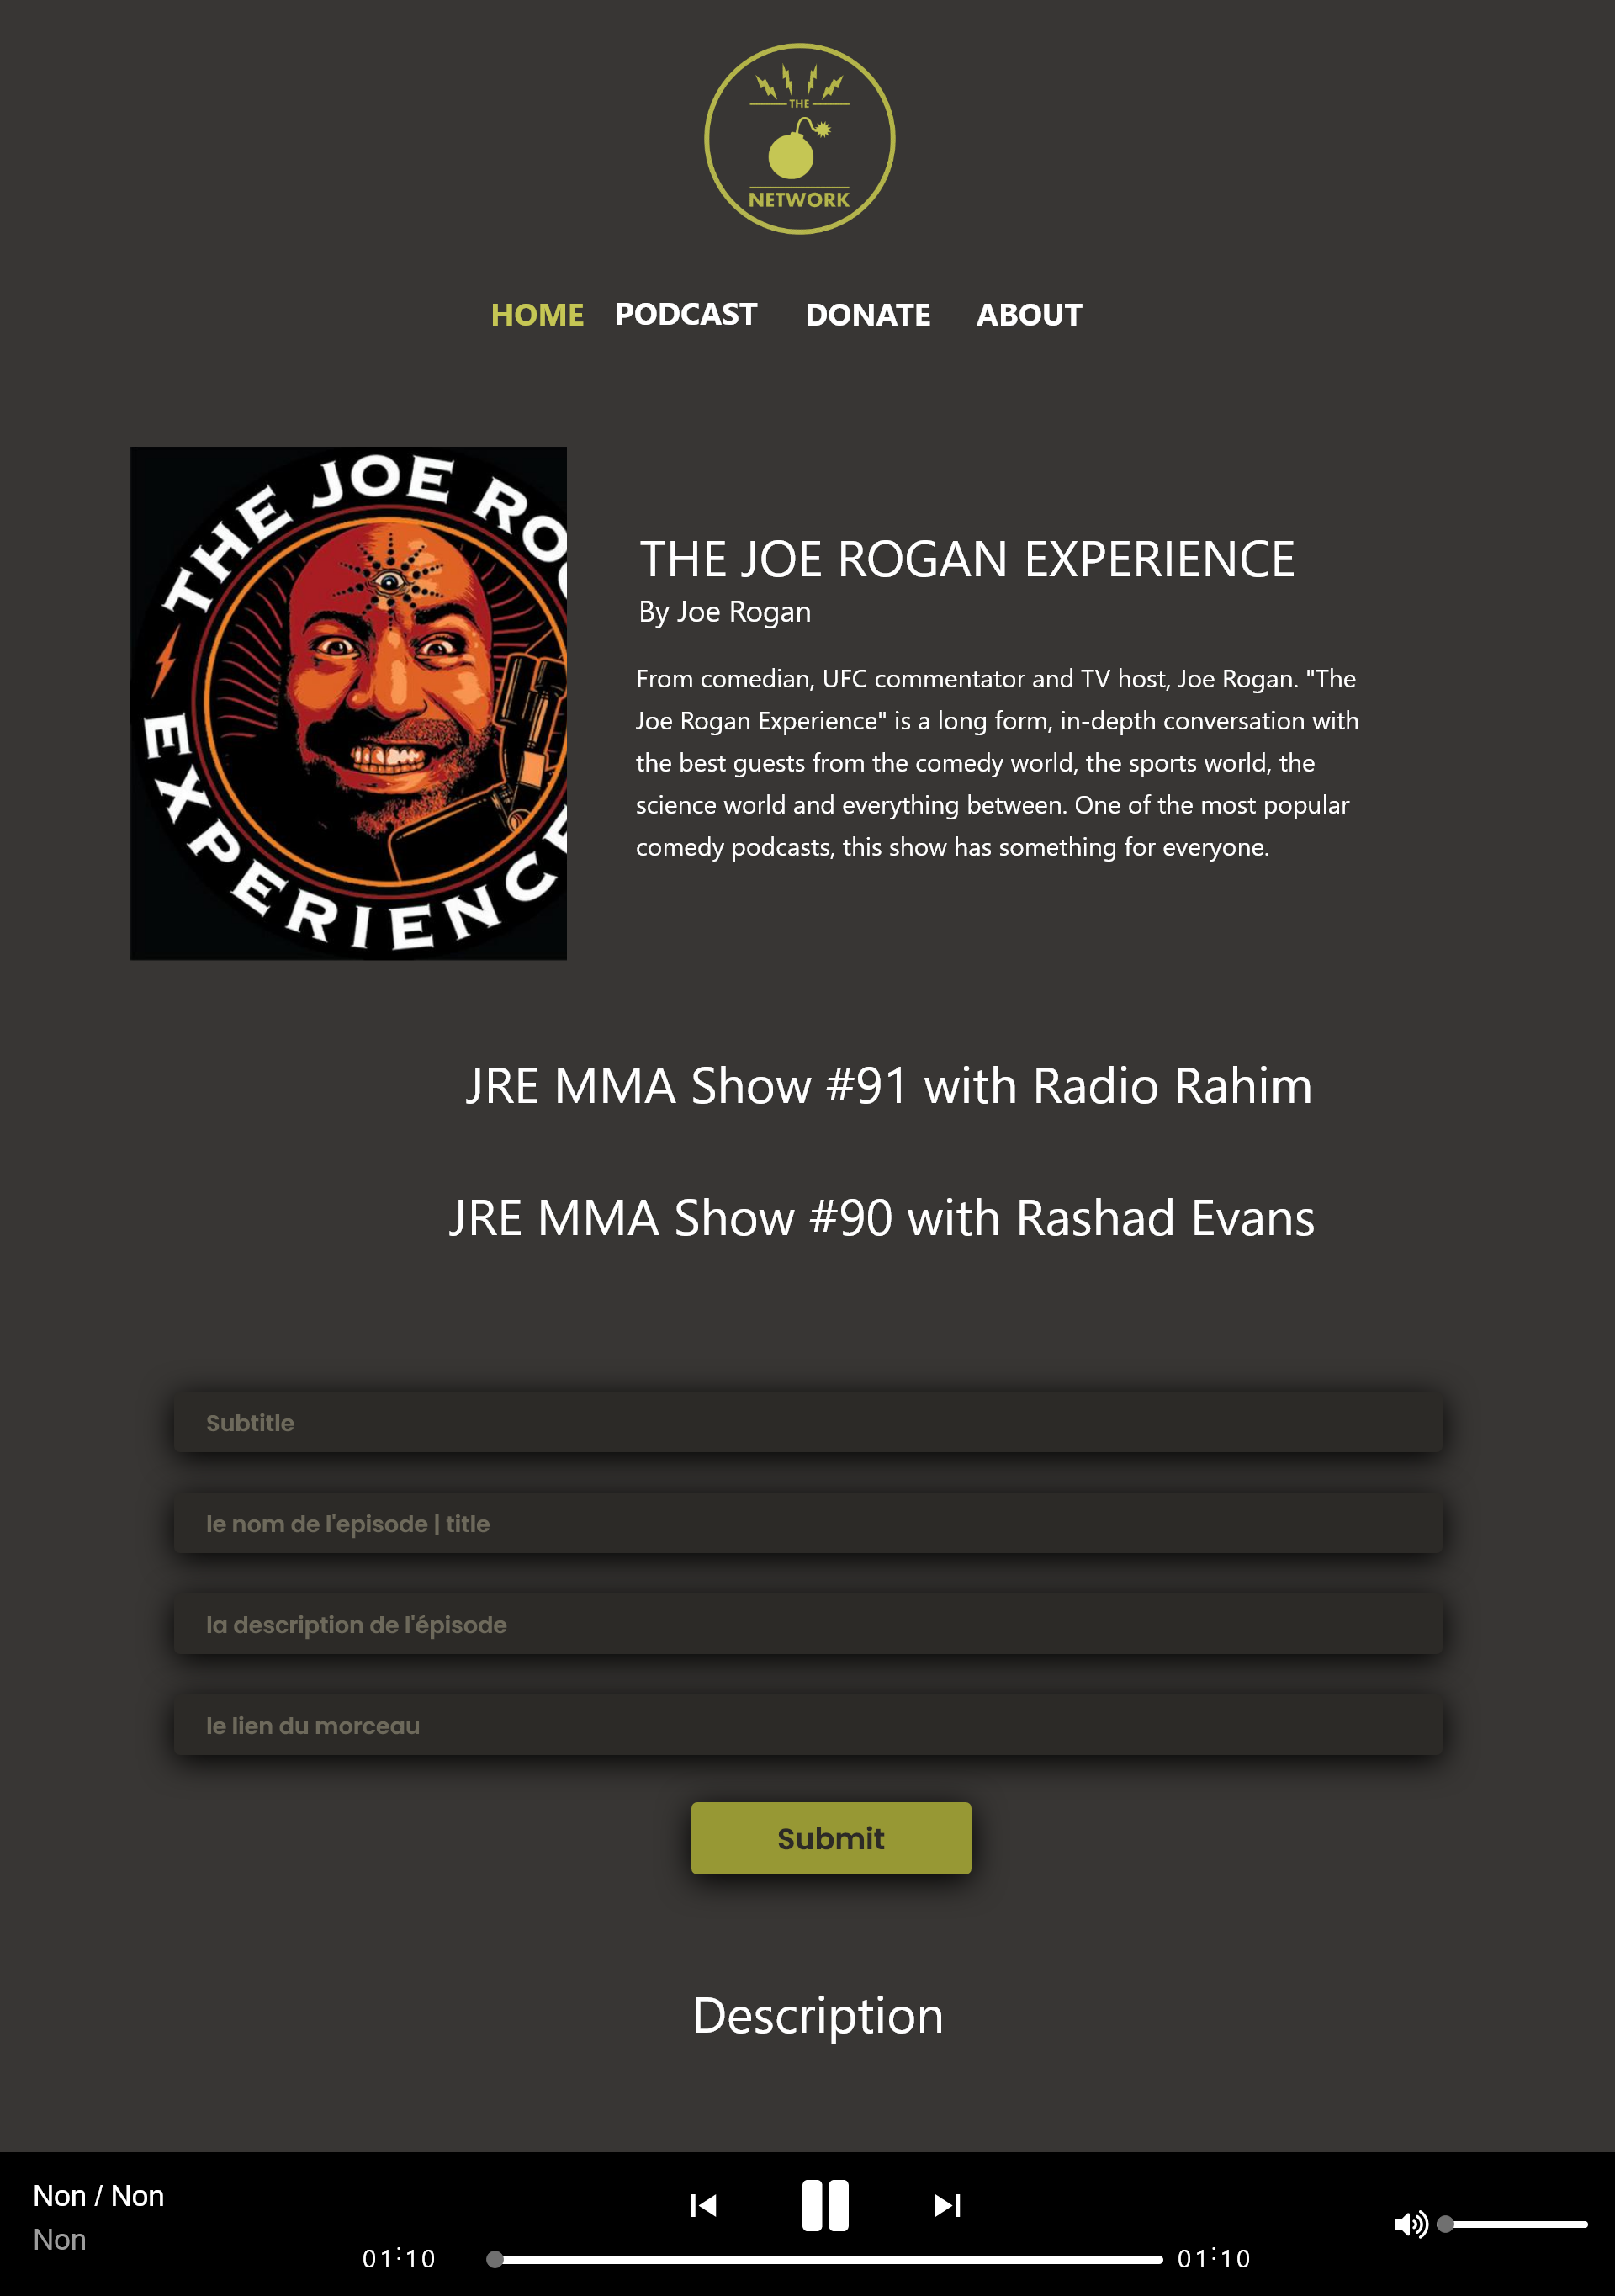 THE
NETWORK
HOME PODCAST DONATE ABOUT
THE JOE RO
EXPERIENCE
THE JOE ROGAN EXPERIENCE
By Joe Rogan
From comedian, UFC commentator and TV host, Joe Rogan. "The
Joe Rogan Experience" is a long form, in-depth conversation with
the best guests from the comedy world, the sports world, the
science world and everything between. One of the most popular
comedy podcasts, this show has something for everyone.
JRE MMA Show #91 with Radio Rahim
JRE MMA Show #90 with Rashad Evans
Subtitle
le nom de l'episode | title
la description de l'épisode
le lien du morceau
Submit
Description
Non / Non
Non
01:10 01:10